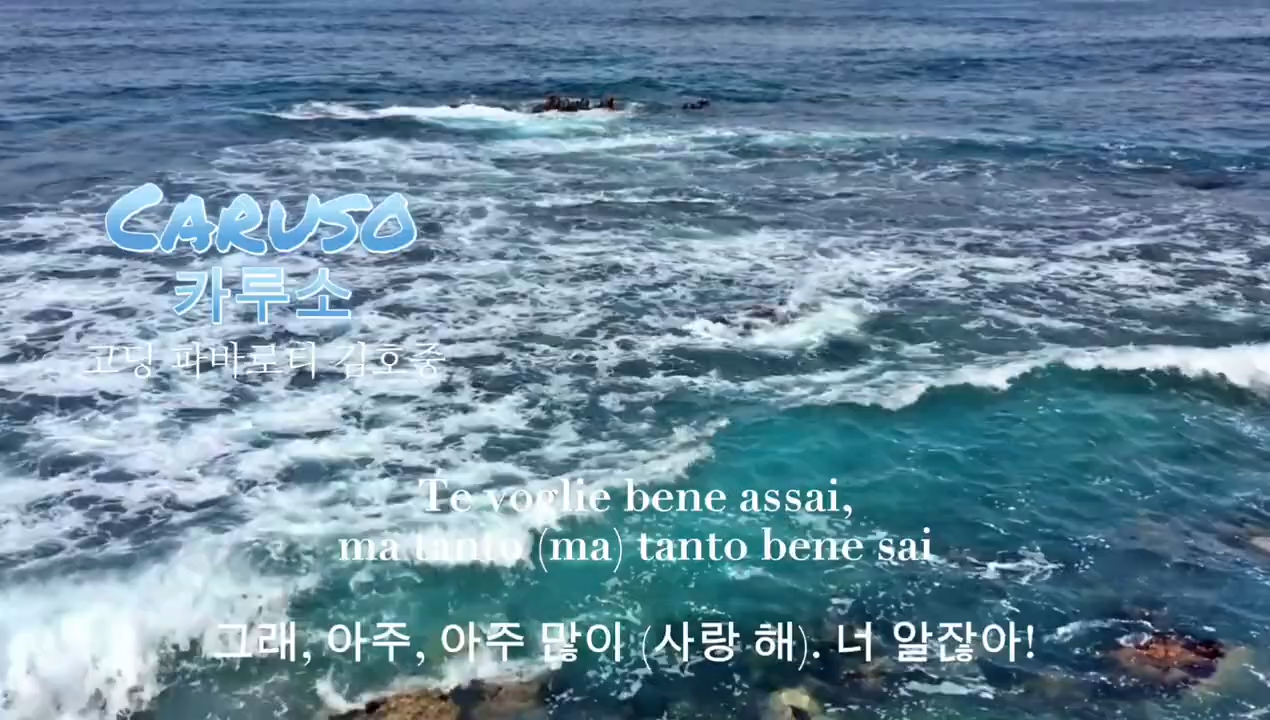 CARUSO
카루소
고딩 파바로티 김호중
Te voglie bene assai,
ma tanto (ma) tanto bene sai
그래, 아주, 아주 많이 (사랑 해). 너 알잖아!